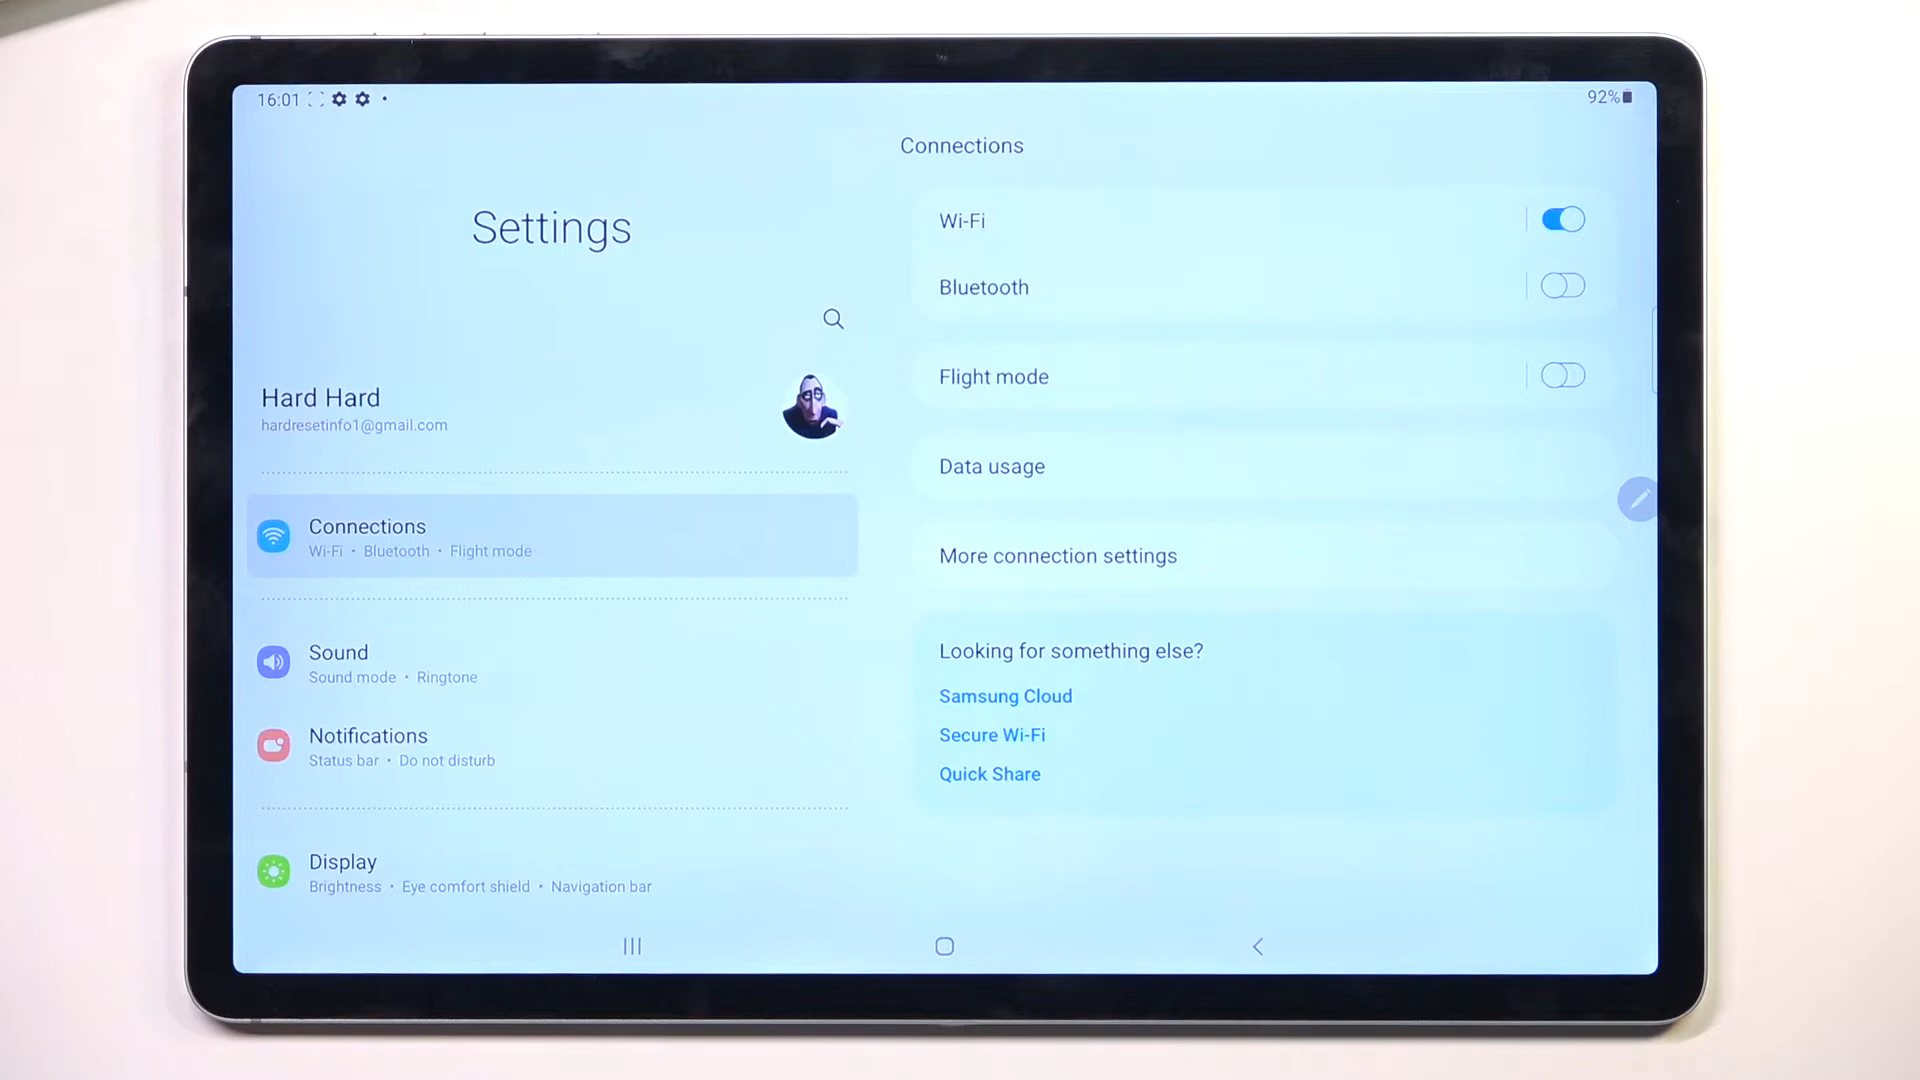 16:01
92%
Settings
Hard Hard
hardresetinfo1@gmail.com
Connections
Wi-Fi • Bluetooth • Flight mode
Sound
Sound mode • Ringtone
Notifications
Status bar • Do not disturb
Display
Brightness • Eye comfort shield • Navigation bar
Connections
Wi-Fi
Bluetooth
Flight mode
Data usage
More connection settings
Looking for something else?
Samsung Cloud
Secure Wi-Fi
Quick Share